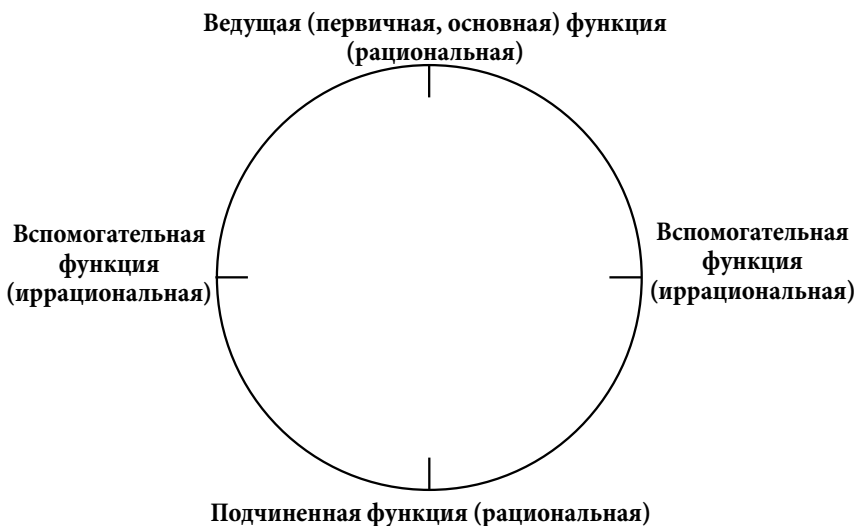 Ведущая (первичная, основная) функция
(рациональная)
Вспомогательная
функция
(иррациональная)
Вспомогательная
функция
(иррациональная)
Подчиненная функция (рациональная)